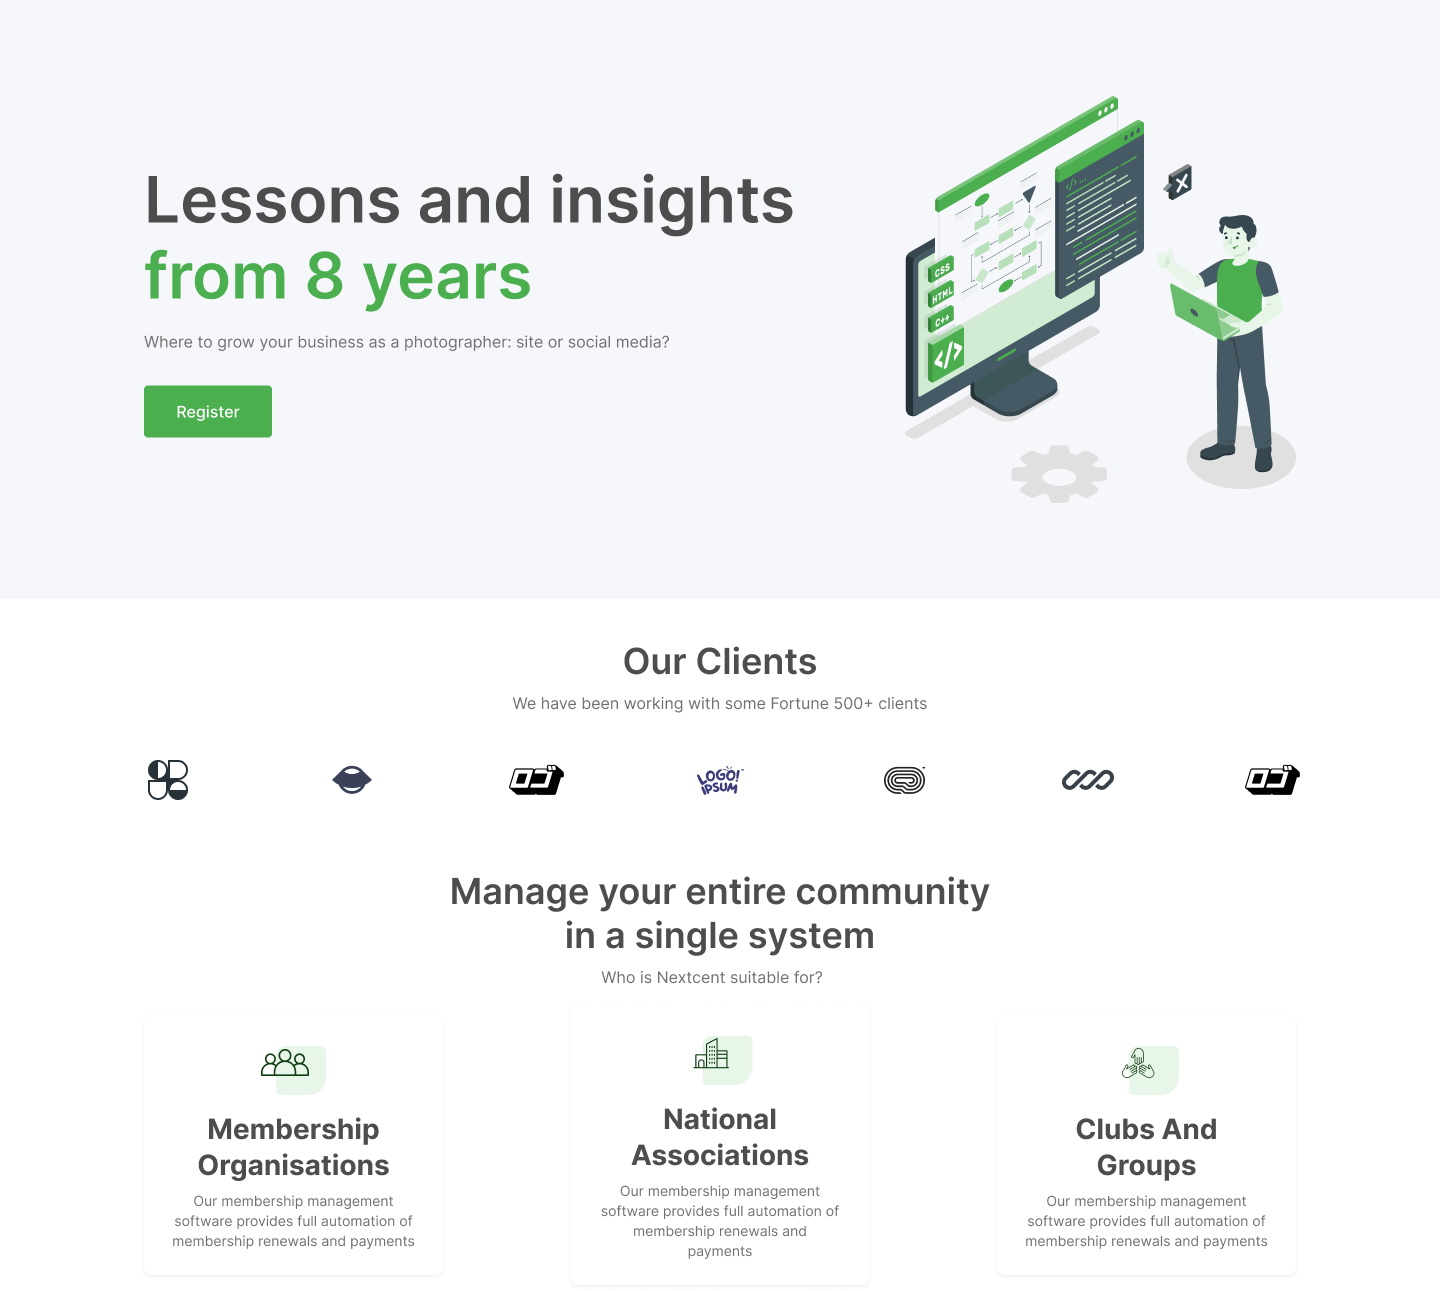 Lessons and insights
from 8 years
Where to grow your business as a photographer: site or social media?
Register
</>...
CSS
HTML
C++
</>
Our Clients
We have been working with some Fortune 500+ clients
LOGO!
IPSUM
Manage your entire community
in a single system
Who is Nextcent suitable for?
Membership
Organisations
Our membership management
software provides full automation of
membership renewals and payments
National
Associations
Our membership management
software provides full automation of
membership renewals and
payments
Clubs And
Groups
Our membership management
software provides full automation of
membership renewals and payments